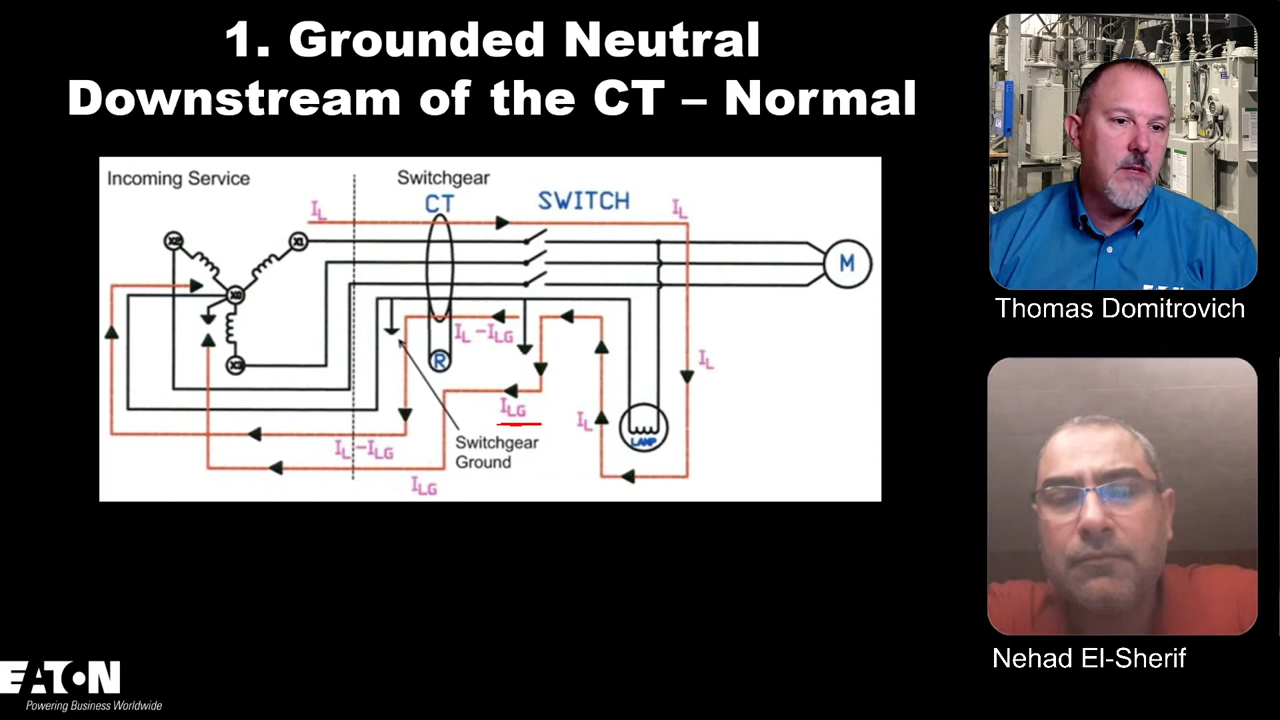 1. Grounded Neutral
Downstream of the CT – Normal
Incoming Service
Switchgear
CT
SWITCH
IL
IL
X2
X1
M
X0
IL –ILG
R
IL
X3
ILG
IL
LAMP
IL –ILG
Switchgear
Ground
ILG
EATON
Powering Business Worldwide
Thomas Domitrovich
Nehad El-Sherif